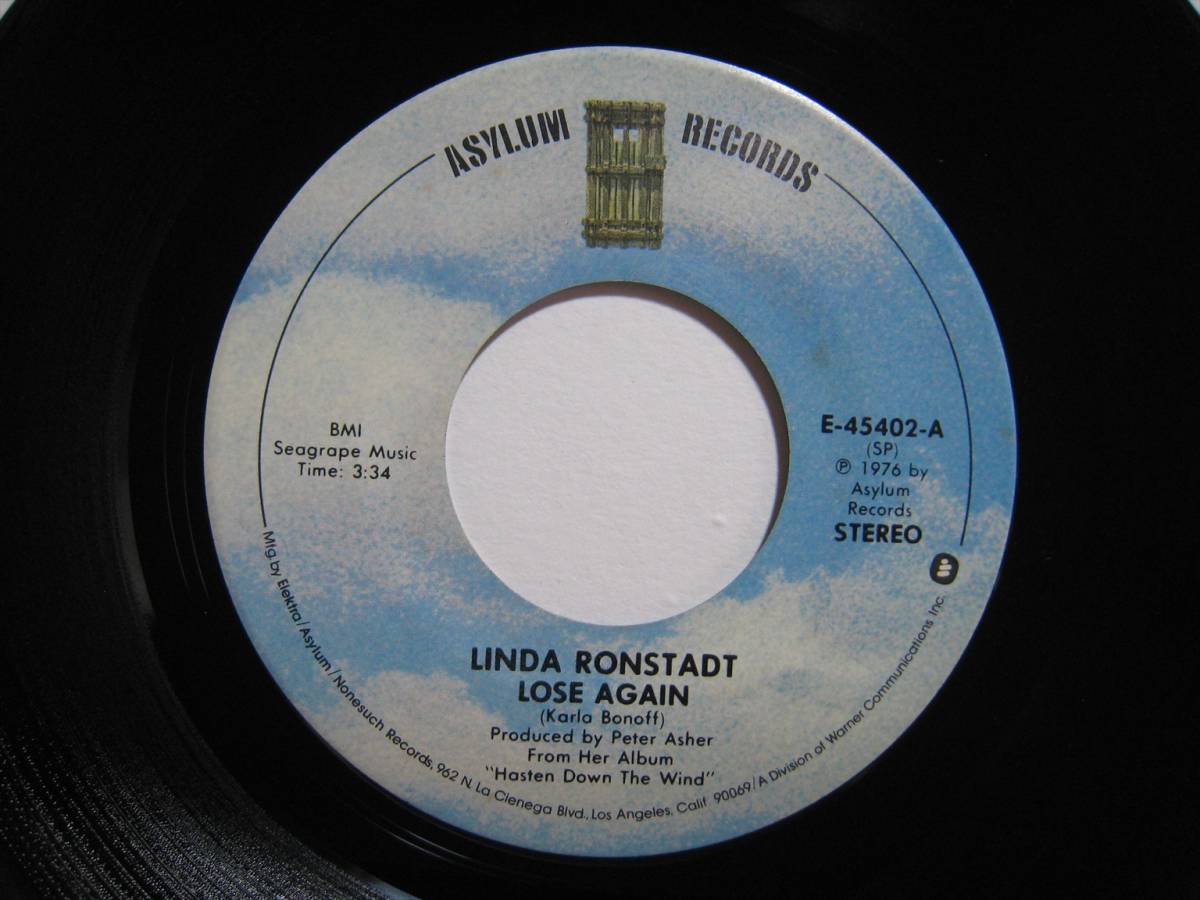 ASYLUM RECORDS
BMI
Seagrape Music
Time: 3:34
E-45402-A
(SP)
℗ 1976 by
Asylum
Records
STEREO
LINDA RONSTADT
LOSE AGAIN
(Karla Bonoff)
Produced by Peter Asher
From Her Album
"Hasten Down The Wind"
Mfg. by Elektra/Asylum/Nonesuch Records, 962 N. La Cienega Blvd., Los Angeles, Calif. 90069/A Division of Warner Communications Inc.